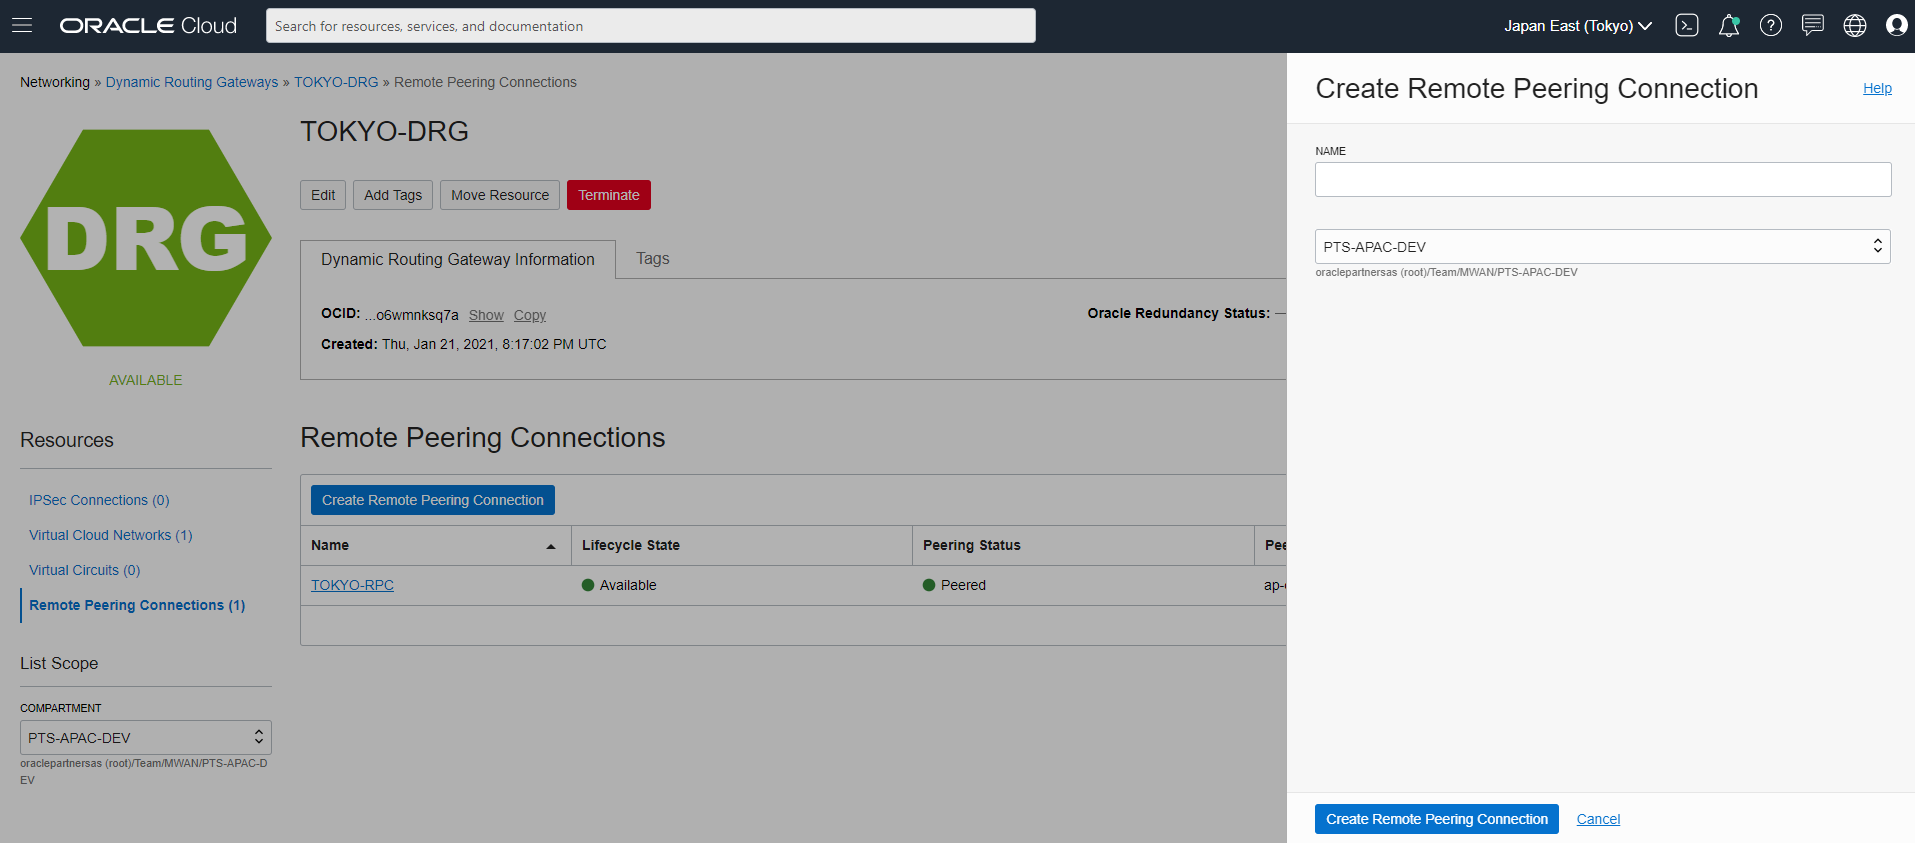 ORACLE Cloud
Search for resources, services, and documentation
Japan East (Tokyo)
Networking » Dynamic Routing Gateways » TOKYO-DRG » Remote Peering Connections
DRG
AVAILABLE
TOKYO-DRG
Edit
Add Tags
Move Resource
Terminate
Dynamic Routing Gateway Information
Tags
OCID: ...o6wmnksq7a Show Copy
Oracle Redundancy Status: —
Created: Thu, Jan 21, 2021, 8:17:02 PM UTC
Resources
IPSec Connections (0)
Virtual Cloud Networks (1)
Virtual Circuits (0)
Remote Peering Connections (1)
List Scope
COMPARTMENT
PTS-APAC-DEV
oraclepartnersas (root)/Team/MWAN/PTS-APAC-D
EV
Remote Peering Connections
Create Remote Peering Connection
Name
Lifecycle State
Peering Status
Pee
TOKYO-RPC
Available
Peered
Create Remote Peering Connection
Help
NAME
PTS-APAC-DEV
oraclepartnersas (root)/Team/MWAN/PTS-APAC-DEV
Create Remote Peering Connection
Cancel